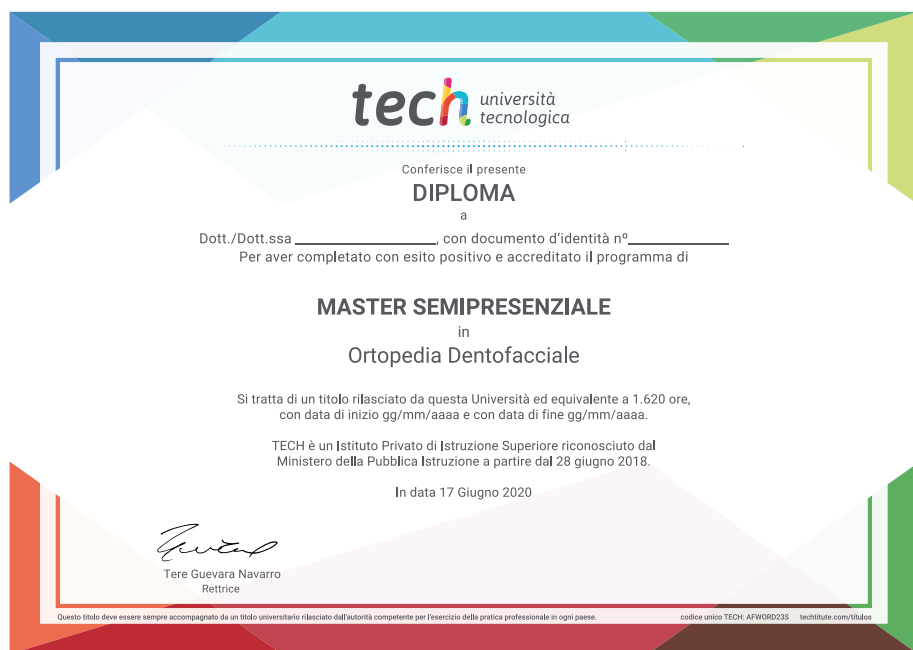 tech università
tecnologica
Conferisce il presente
DIPLOMA
a
Dott./Dott.ssa ________________, con documento d'identità nº____________
Per aver completato con esito positivo e accreditato il programma di
MASTER SEMIPRESENZIALE
in
Ortopedia Dentofacciale
Si tratta di un titolo rilasciato da questa Università ed equivalente a 1.620 ore,
con data di inizio gg/mm/aaaa e con data di fine gg/mm/aaaa.
TECH è un Istituto Privato di Istruzione Superiore riconosciuto dal
Ministero della Pubblica Istruzione a partire dal 28 giugno 2018.
In data 17 Giugno 2020
Tere Guevara Navarro
Rettrice
Questo titolo deve essere sempre accompagnato da un titolo universitario rilasciato dall'autorità competente per l'esercizio della pratica professionale in ogni paese. codice unico TECH: AFWORD23S techtitute.com/titulos